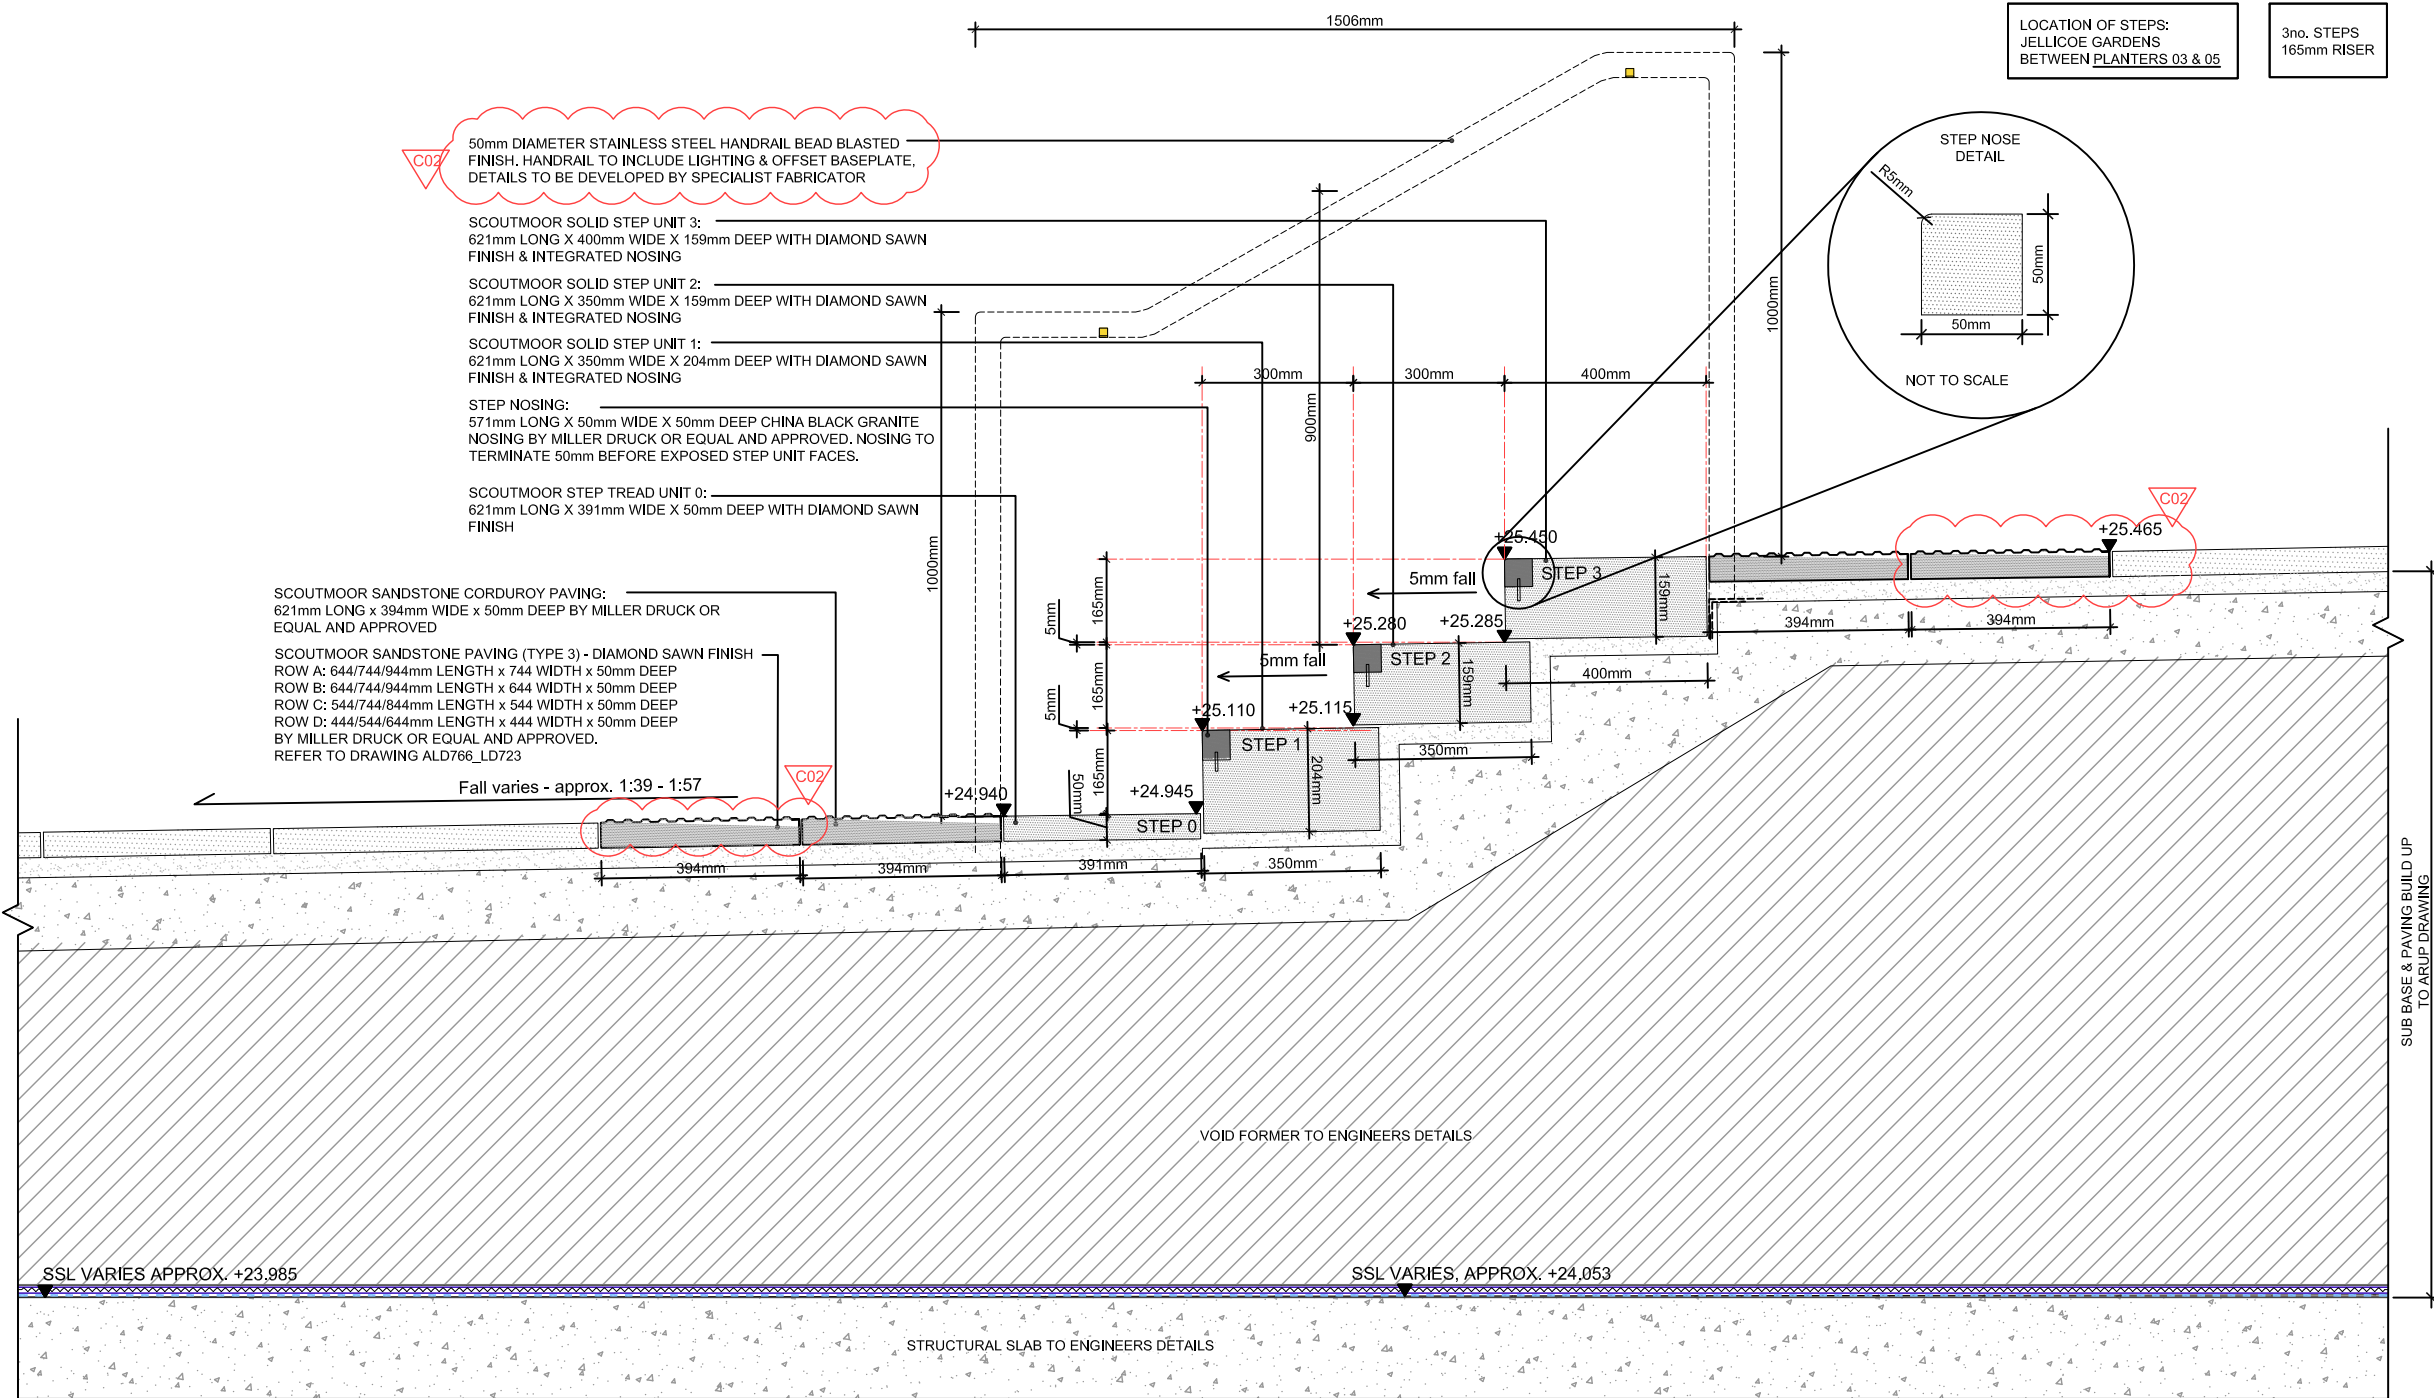 1506mm
LOCATION OF STEPS:
JELLICOE GARDENS
BETWEEN PLANTERS 03 & 05
3no. STEPS
165mm RISER
C02
50mm DIAMETER STAINLESS STEEL HANDRAIL BEAD BLASTED
FINISH. HANDRAIL TO INCLUDE LIGHTING & OFFSET BASEPLATE,
DETAILS TO BE DEVELOPED BY SPECIALIST FABRICATOR
SCOUTMOOR SOLID STEP UNIT 3:
621mm LONG X 400mm WIDE X 159mm DEEP WITH DIAMOND SAWN
FINISH & INTEGRATED NOSING
SCOUTMOOR SOLID STEP UNIT 2:
621mm LONG X 350mm WIDE X 159mm DEEP WITH DIAMOND SAWN
FINISH & INTEGRATED NOSING
SCOUTMOOR SOLID STEP UNIT 1:
621mm LONG X 350mm WIDE X 204mm DEEP WITH DIAMOND SAWN
FINISH & INTEGRATED NOSING
STEP NOSING:
571mm LONG X 50mm WIDE X 50mm DEEP CHINA BLACK GRANITE
NOSING BY MILLER DRUCK OR EQUAL AND APPROVED. NOSING TO
TERMINATE 50mm BEFORE EXPOSED STEP UNIT FACES.
SCOUTMOOR STEP TREAD UNIT 0:
621mm LONG X 391mm WIDE X 50mm DEEP WITH DIAMOND SAWN
FINISH
SCOUTMOOR SANDSTONE CORDUROY PAVING:
621mm LONG x 394mm WIDE x 50mm DEEP BY MILLER DRUCK OR
EQUAL AND APPROVED
SCOUTMOOR SANDSTONE PAVING (TYPE 3) - DIAMOND SAWN FINISH
ROW A: 644/744/944mm LENGTH x 744 WIDTH x 50mm DEEP
ROW B: 644/744/944mm LENGTH x 644 WIDTH x 50mm DEEP
ROW C: 544/744/844mm LENGTH x 544 WIDTH x 50mm DEEP
ROW D: 444/544/644mm LENGTH x 444 WIDTH x 50mm DEEP
BY MILLER DRUCK OR EQUAL AND APPROVED.
REFER TO DRAWING ALD766_LD723
Fall varies - approx. 1:39 - 1:57
C02
STEP NOSE
DETAIL
R5mm
50mm
50mm
NOT TO SCALE
1000mm
900mm
1000mm
300mm
300mm
400mm
C02
+25.465
+25.450
STEP 3
159mm
5mm fall
165mm
5mm
+25.280
+25.285
394mm
394mm
STEP 2
159mm
5mm fall
400mm
165mm
5mm
+25.110
+25.115
STEP 1
350mm
204mm
165mm
50mm
+24.940
+24.945
STEP 0
394mm
394mm
391mm
350mm
SUB BASE & PAVING BUILD UP
TO ARUP DRAWING
VOID FORMER TO ENGINEERS DETAILS
SSL VARIES APPROX. +23.985
SSL VARIES, APPROX. +24.053
STRUCTURAL SLAB TO ENGINEERS DETAILS